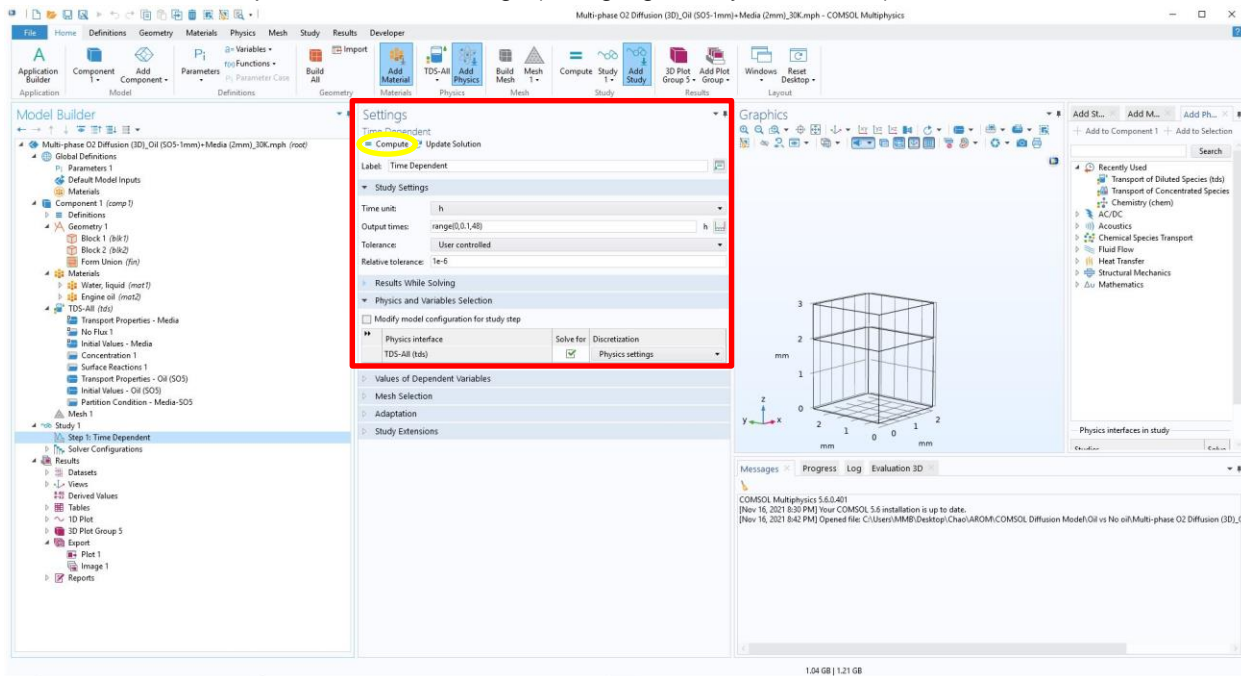 Multi-phase O2 Diffusion (3D)_Oil (SO5-1mm)+Media (2mm)_30K.mph - COMSOL Multiphysics
File Home Definitions Geometry Materials Physics Mesh Study Results Developer
Application Builder
Component 1
Add Component
Pi Parameters
a= Variables
f(x) Functions
Pi Parameter Case
Build All
Import
Add Material
TDS-All
Add Physics
Build Mesh
Mesh 1
Compute
Study 1
Add Study
3D Plot Group 5
Add Plot Group
Windows
Reset Desktop
Application Model Definitions Geometry Materials Physics Mesh Study Results Layout
Model Builder
Multi-phase O2 Diffusion (3D)_Oil (SO5-1mm)+Media (2mm)_30K.mph (root)
Global Definitions
Pi Parameters 1
Default Model Inputs
Materials
Component 1 (comp1)
Definitions
Geometry 1
Block 1 (blk1)
Block 2 (blk2)
Form Union (fin)
Materials
Water, liquid (mat1)
Engine oil (mat2)
TDS-All (tds)
Transport Properties - Media
No Flux 1
Initial Values - Media
Concentration 1
Surface Reactions 1
Transport Properties - Oil (SO5)
Initial Values - Oil (SO5)
Partition Condition - Media-SO5
Mesh 1
Study 1
Step 1: Time Dependent
Solver Configurations
Results
Datasets
Views
Derived Values
Tables
1D Plot
3D Plot Group 5
Export
Plot 1
Image 1
Reports
Settings
Time Dependent
= Compute Update Solution
Label: Time Dependent
Study Settings
Time unit: h
Output times: range(0,0.1,48) h
Tolerance: User controlled
Relative tolerance: 1e-6
Results While Solving
Physics and Variables Selection
Modify model configuration for study step
Physics interface Solve for Discretization
TDS-All (tds) Physics settings
Values of Dependent Variables
Mesh Selection
Adaptation
Study Extensions
Graphics
3
2
mm
1
0
z
y x
2
1
0
0
1
2
mm
mm
Messages Progress Log Evaluation 3D
COMSOL Multiphysics 5.6.0.401
[Nov 16, 2021 8:30 PM] Your COMSOL 5.6 installation is up to date.
[Nov 16, 2021 8:42 PM] Opened file: C:\Users\MMB\Desktop\Chao\AROM\COMSOL Diffusion Model\Oil vs No oil\Multi-phase O2 Diffusion (3D)_
Add St... Add M... Add Ph...
+ Add to Component 1 + Add to Selection
Search
Recently Used
Transport of Diluted Species (tds)
Transport of Concentrated Species
Chemistry (chem)
AC/DC
Acoustics
Chemical Species Transport
Fluid Flow
Heat Transfer
Structural Mechanics
Δu Mathematics
Physics interfaces in study
1.04 GB | 1.21 GB